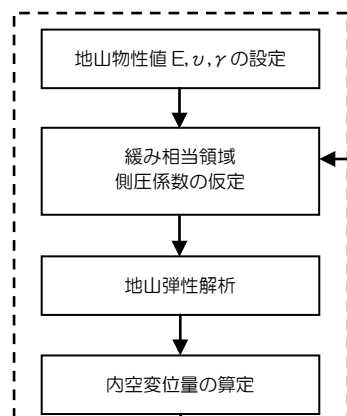 地山物性値 E,υ,γの設定
緩み相当領域
側圧係数の仮定
地山弾性解析
内空変位量の算定